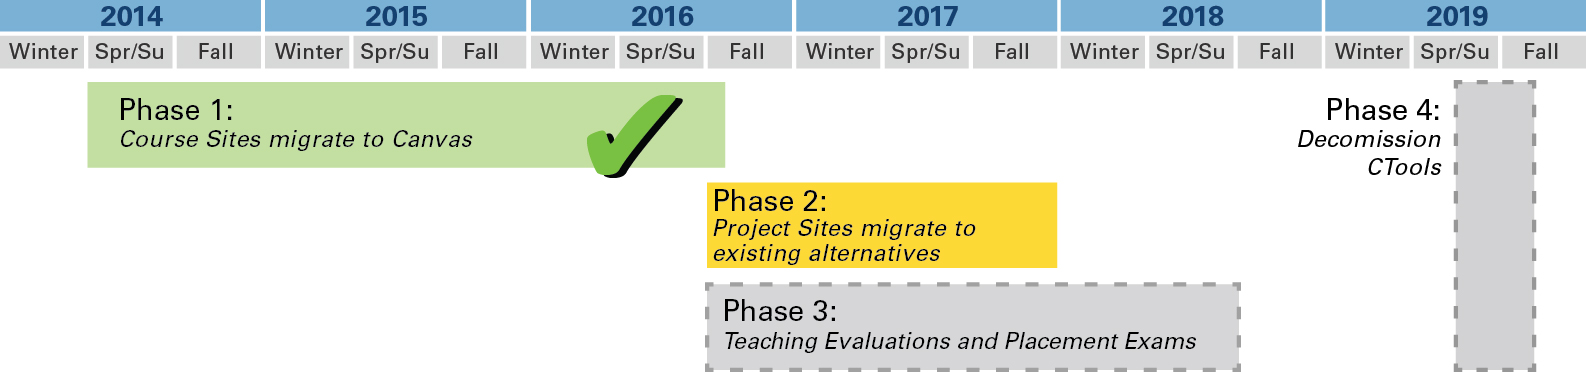 2014 2015 2016 2017 2018 2019
Winter Spr/Su Fall Winter Spr/Su Fall Winter Spr/Su Fall Winter Spr/Su Fall Winter Spr/Su Fall Winter Spr/Su Fall
Phase 1:
Course Sites migrate to Canvas
Phase 2:
Project Sites migrate to
existing alternatives
Phase 3:
Teaching Evaluations and Placement Exams
Phase 4:
Decomission
CTools